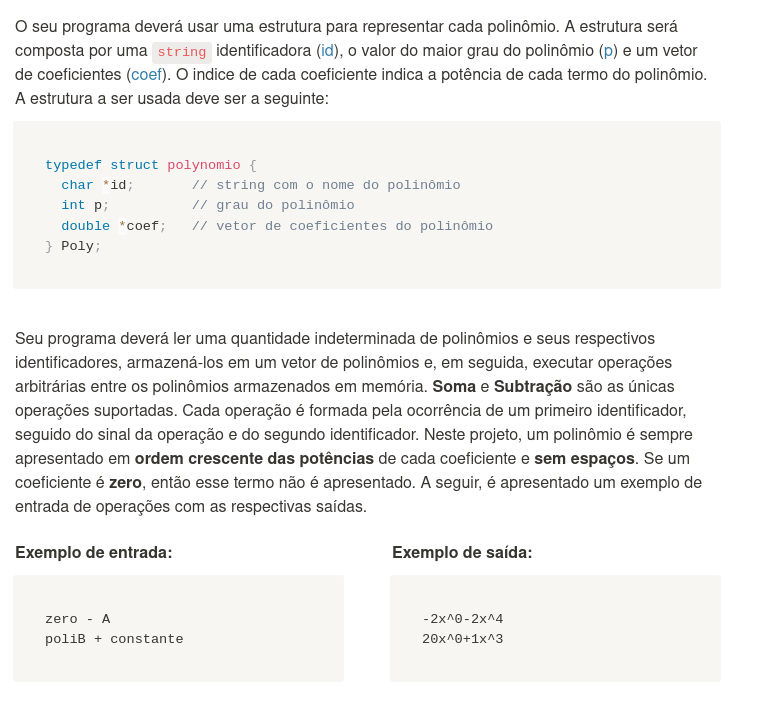 O seu programa deverá usar uma estrutura para representar cada polinômio. A estrutura será
composta por uma string identificadora (id), o valor do maior grau do polinômio (p) e um vetor
de coeficientes (coef). O indice de cada coeficiente indica a potência de cada termo do polinômio.
A estrutura a ser usada deve ser a seguinte:
typedef struct polynomio {
  char *id;       // string com o nome do polinômio
  int p;          // grau do polinômio
  double *coef;   // vetor de coeficientes do polinômio
} Poly;
Seu programa deverá ler uma quantidade indeterminada de polinômios e seus respectivos
identificadores, armazená-los em um vetor de polinômios e, em seguida, executar operações
arbitrárias entre os polinômios armazenados em memória. Soma e Subtração são as únicas
operações suportadas. Cada operação é formada pela ocorrência de um primeiro identificador,
seguido do sinal da operação e do segundo identificador. Neste projeto, um polinômio é sempre
apresentado em ordem crescente das potências de cada coeficiente e sem espaços. Se um
coeficiente é zero, então esse termo não é apresentado. A seguir, é apresentado um exemplo de
entrada de operações com as respectivas saídas.
Exemplo de entrada:
zero - A
poliB + constante
Exemplo de saída:
-2x^0-2x^4
20x^0+1x^3